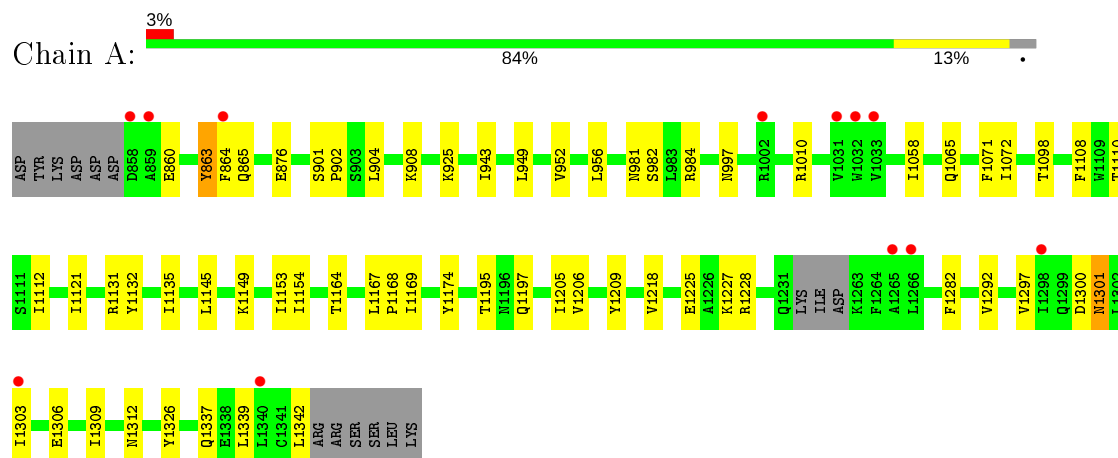 3%
Chain A:
84%
13%
•
ASP TYR LYS ASP ASP ASP D858 A859 E860 Y863 F864 Q865 E876 S901 P902 S903 L904 K908 K925 I943 L949 V952 L956 N981 S982 L983 R984 N997 R1002 R1010 V1031 W1032 V1033 I1058 Q1065 F1071 I1072 T1098 F1108 W1109 T1110
S1111 I1112 I1121 R1131 Y1132 I1135 L1145 K1149 I1153 I1154 T1164 L1167 P1168 I1169 Y1174 T1195 N1196 Q1197 I1205 V1206 Y1209 V1218 E1225 A1226 K1227 R1228 Q1231 LYS ILE ASP K1263 F1264 A1265 L1266 F1282 V1292 V1297 I1298 Q1299 D1300 N1301 L1302
I1303 E1306 I1309 N1312 Y1326 Q1337 E1338 L1339 L1340 C1341 L1342 ARG ARG SER SER LEU LYS